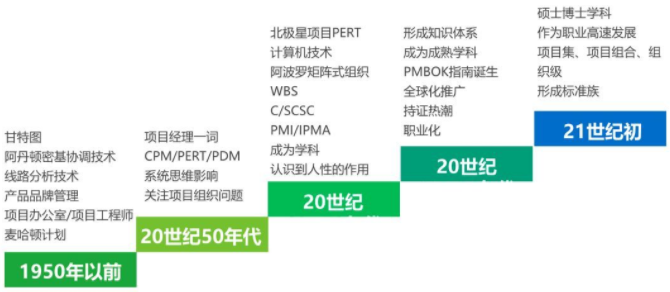 甘特图
阿丹顿密基协调技术
线路分析技术
产品品牌管理
项目办公室/项目工程师
麦哈顿计划
1950年以前
项目经理一词
CPM/PERT/PDM
系统思维影响
关注项目组织问题
20世纪50年代
北极星项目PERT
计算机技术
阿波罗矩阵式组织
WBS
C/SCSC
PMI/IPMA
成为学科
认识到人性的作用
20世纪
形成知识体系
成为成熟学科
PMBOK指南诞生
全球化推广
持证热潮
职业化
20世纪
硕士博士学科
作为职业高速发展
项目集、项目组合、组
织级
形成标准族
21世纪初